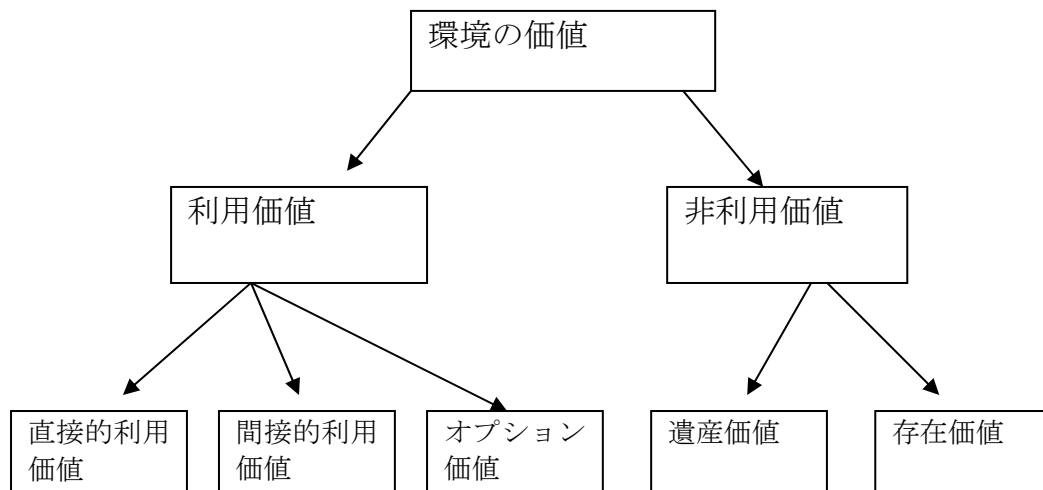 環境の価値
利用価値
非利用価値
直接的利用
価値
間接的利用
価値
オプション
価値
遺産価値
存在価値